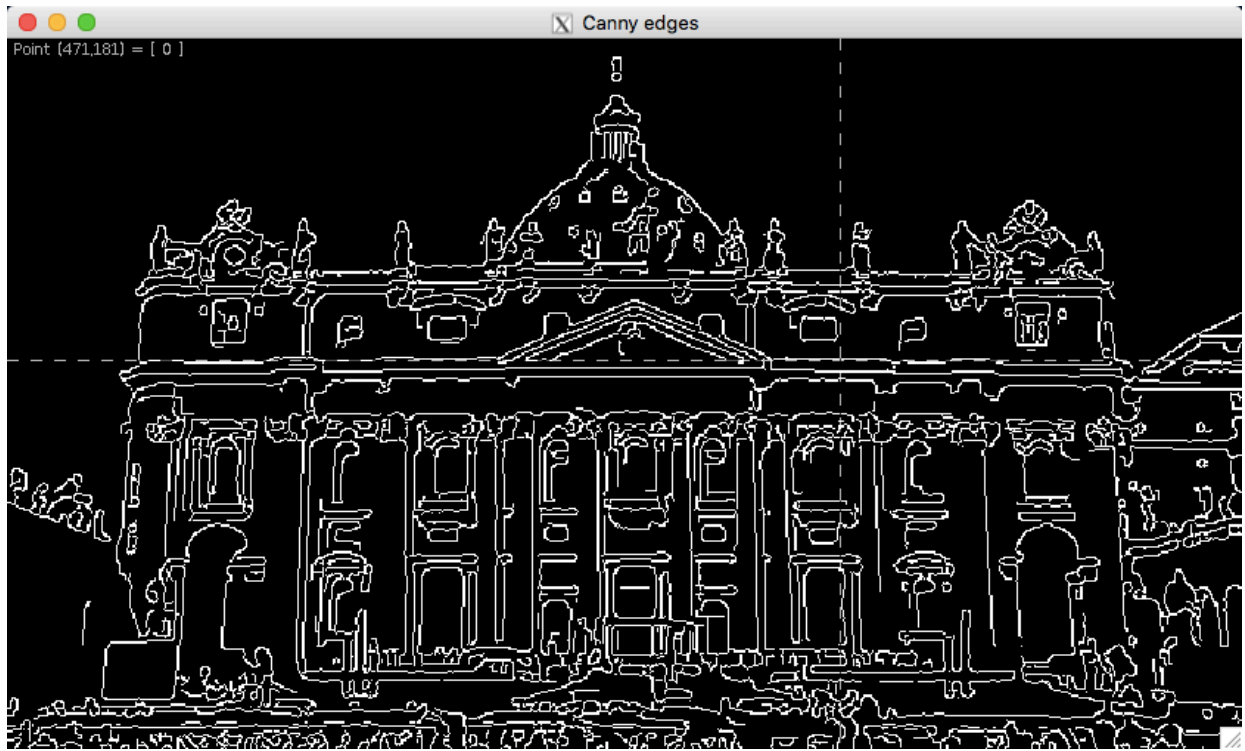 Canny edges
Point (471,181) = [ 0 ]